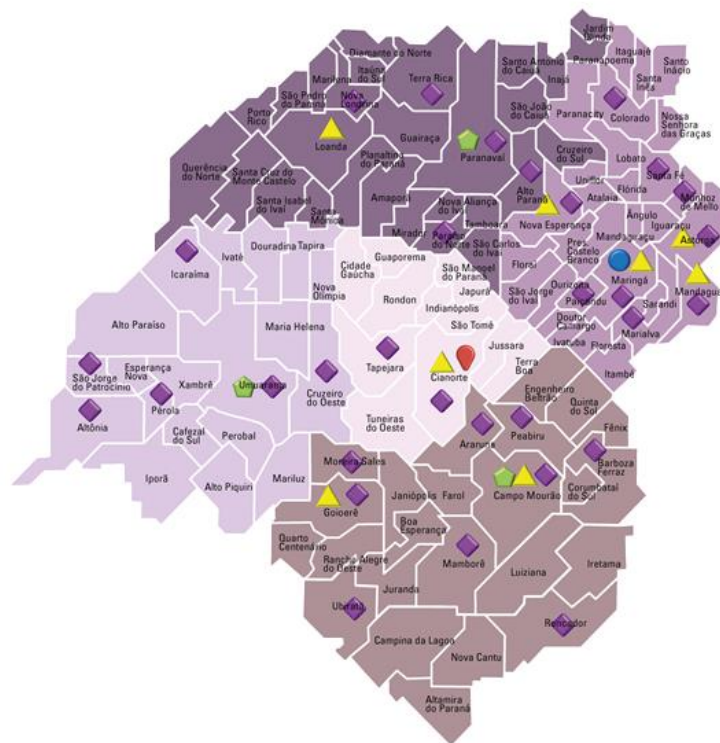 Jardim
Olinda
Itaguajé
Paranapoema
Santo
Inácio
Santa
Inês
Diamante do Norte
Santo Antonio
do Caiuá
Inajá
Itaúna
do Sul
Terra Rica
Marilena
São Pedro
do Paraná
Nova
Londrina
São João
do Caiuá
Paranacity
Colorado
Nossa
Senhora
das Graças
Porto
Rico
Loanda
Guairaça
Paranavaí
Cruzeiro
do Sul
Lobato
Santa Fé
Planaltina
do Paraná
Querência
do Norte
Santa Cruz do
Monte Castelo
Alto
Paraná
Uniflor
Atalaia
Flórida
Munhoz
de Mello
Santa Isabel
do Ivaí
Santa
Mônica
Amaporã
Nova Aliança
do Ivaí
Tamboara
Nova Esperança
Ângulo
Iguaraçu
Astorga
Mirador
Paraíso
do Norte
São Carlos
do Ivaí
Pres.
Castelo
Branco
Mandaguaçu
Maringá
Icaraíma
Ivaté
Douradina
Tapira
Cidade
Gaúcha
Guaporema
São Manoel
do Paraná
Floraí
Mandaguari
Nova
Olímpia
Rondon
Japurá
Indianópolis
São Jorge
do Ivaí
Ourizona
Paiçandu
Sarandi
Doutor
Camargo
Marialva
Alto Paraíso
Maria Helena
São Tomé
Jussara
Ivatuba
Floresta
Itambé
São Jorge
do Patrocínio
Esperança
Nova
Xambrê
Umuarama
Cruzeiro
do Oeste
Tapejara
Cianorte
Terra
Boa
Engenheiro
Beltrão
Quinta
do Sol
Pérola
Altônia
Cafezal
do Sul
Perobal
Tuneiras
do Oeste
Araruna
Peabiru
Fênix
Iporã
Alto Piquiri
Mariluz
Moreira Sales
Janiópolis
Farol
Campo Mourão
Barboza
Ferraz
Corumbataí
do Sul
Goioerê
Boa
Esperança
Quarto
Centenário
Rancho Alegre
do Oeste
Mamborê
Luiziana
Iretama
Juranda
Ubiratã
Roncador
Campina da Lagoa
Nova Cantu
Altamira
do Paraná